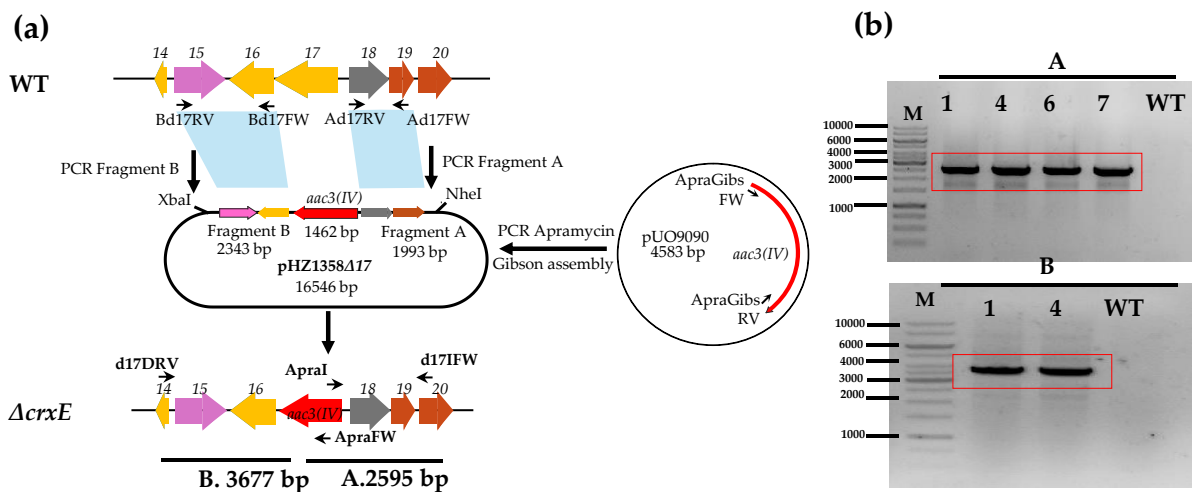 (a)
14 15 16 17 18 19 20
WT
Bd17RV Bd17FW Ad17RV Ad17FW
PCR Fragment B
PCR Fragment A
XbaI
NheI
aac3(IV)
Fragment B
2343 bp
1462 bp
Fragment A
1993 bp
pHZ1358Δ17
16546 bp
PCR Apramycin
Gibson assembly
ApraGibs
FW
pUO9090
4583 bp
aac3(IV)
ApraGibs
RV
d17DRV
ApraI
d17IFW
14 15 16 18 19 20
ΔcrxE
aac3(IV)
ApraFW
B. 3677 bp
A.2595 bp
(b)
A
M 1 4 6 7 WT
10000
6000
4000
3000
2000
1000
B
M 1 4 WT
10000
6000
4000
3000
2000
1000